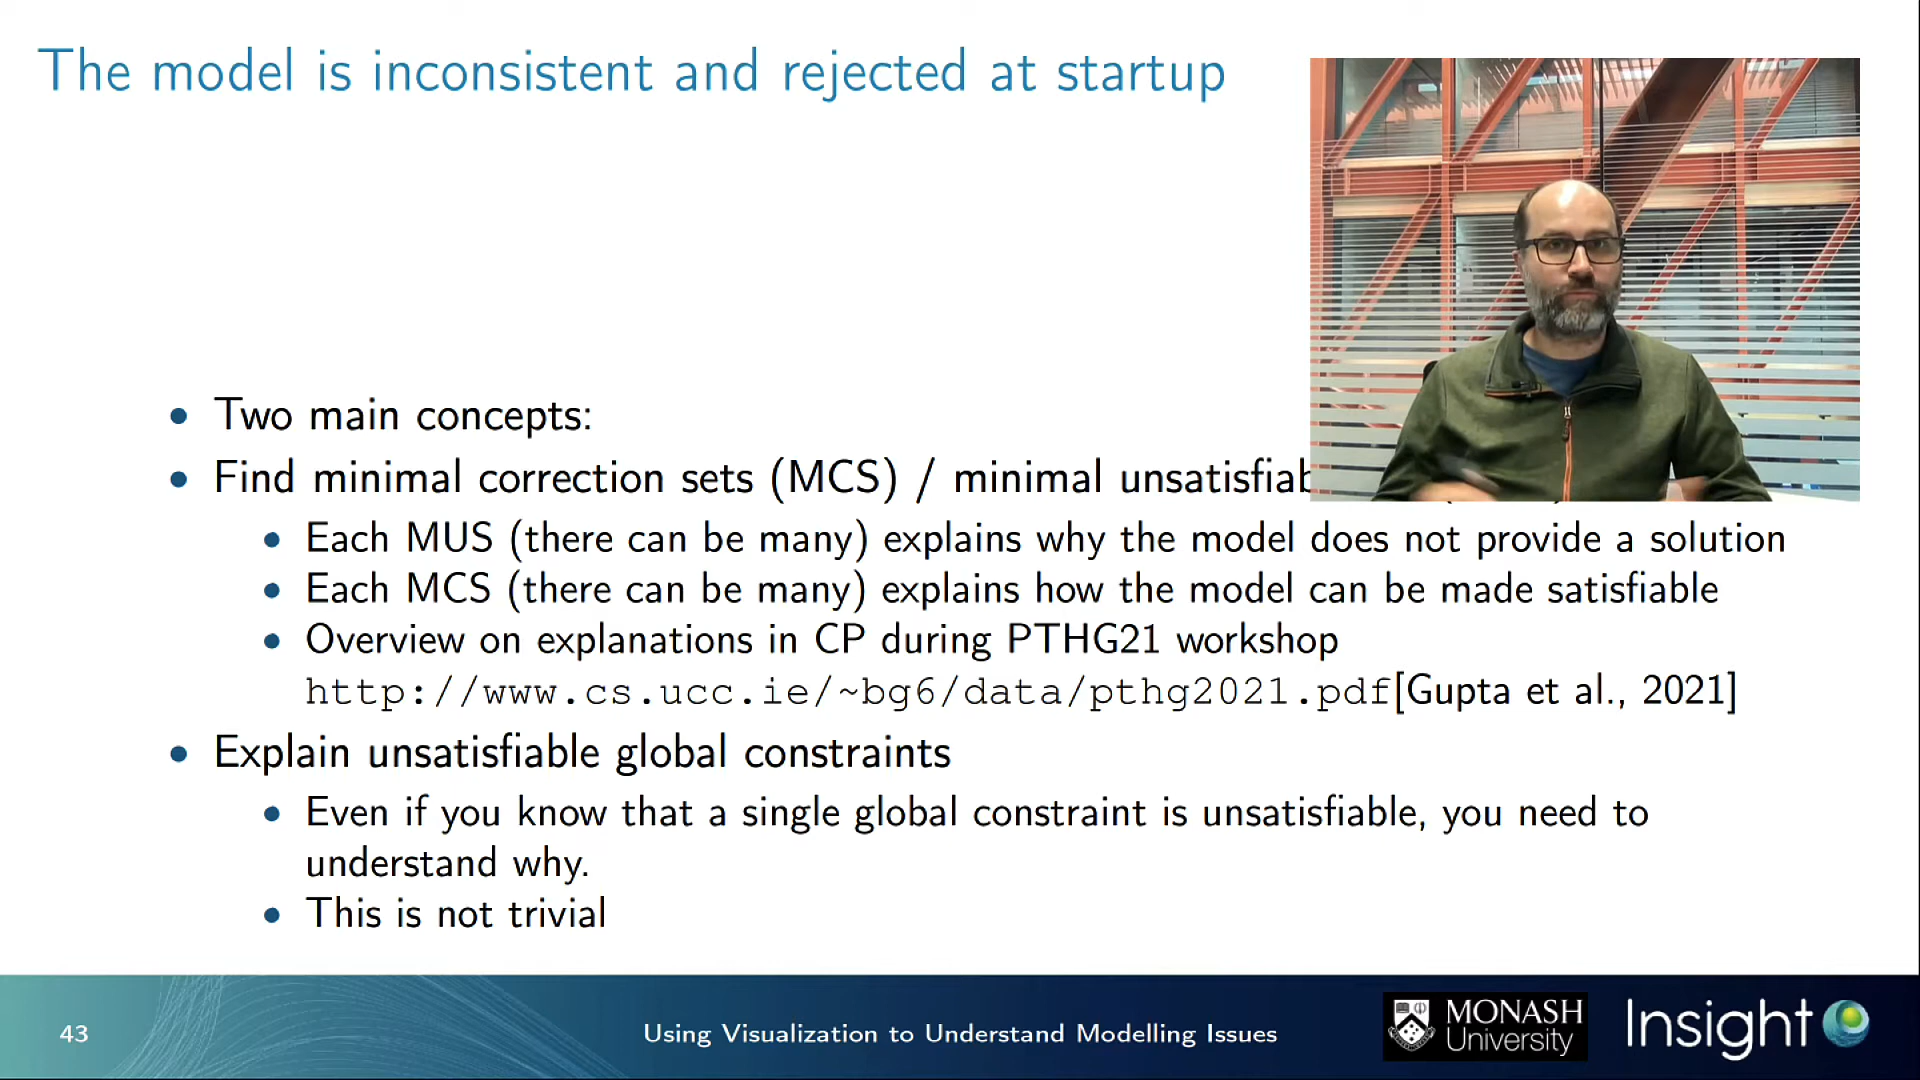 The model is inconsistent and rejected at startup
• Two main concepts:
• Find minimal correction sets (MCS) / minimal
• Each MUS (there can be many) explains why the model does not provide a solution
• Each MCS (there can be many) explains how the model can be made satisfiable
• Overview on explanations in CP during PTHG21 workshop
http://www.cs.ucc.ie/~bg6/data/pthg2021.pdf[Gupta et al., 2021]
• Explain unsatisfiable global constraints
• Even if you know that a single global constraint is unsatisfiable, you need to
understand why.
• This is not trivial
43
Using Visualization to Understand Modelling Issues
MONASH
University
Insight